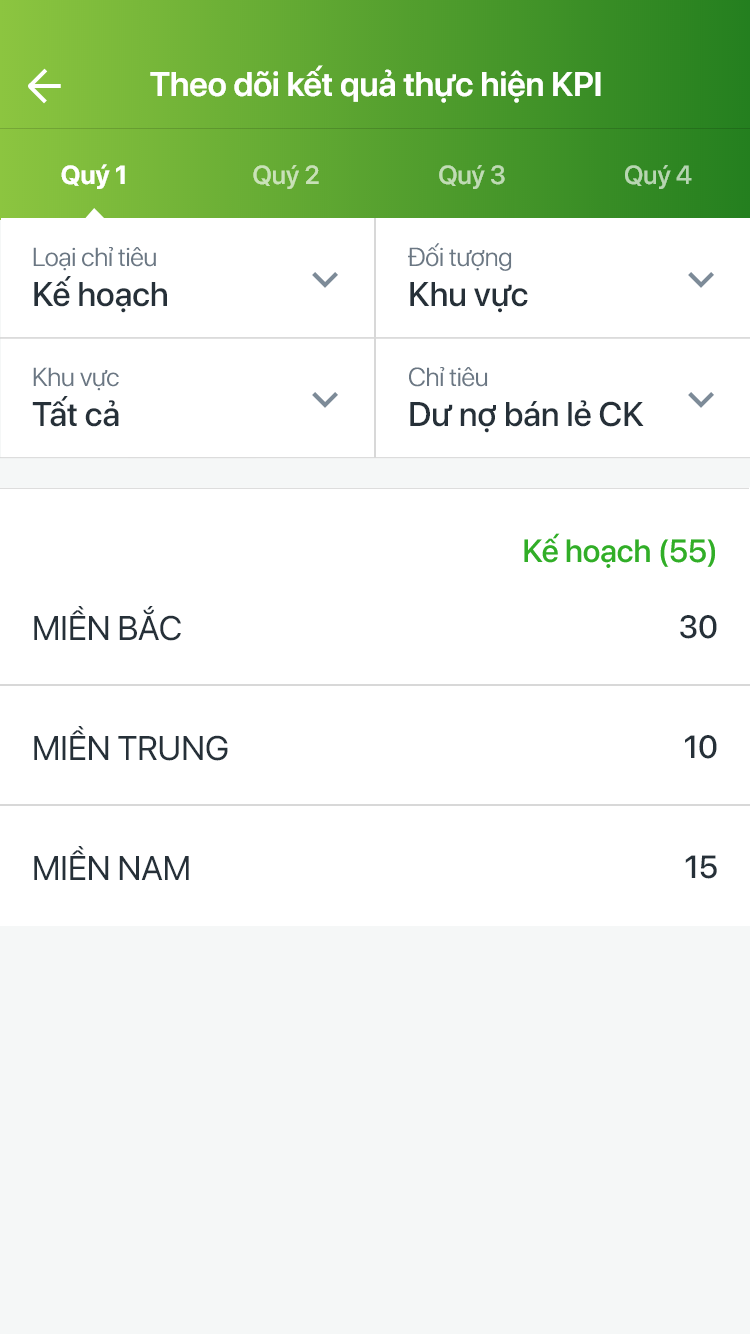 Theo dõi kết quả thực hiện KPI
Quý 1 Quý 2 Quý 3 Quý 4
Loại chỉ tiêu
Kế hoạch
Đối tượng
Khu vực
Khu vực
Tất cả
Chỉ tiêu
Dư nợ bán lẻ CK
Kế hoạch (55)
MIỀN BẮC 30
MIỀN TRUNG 10
MIỀN NAM 15